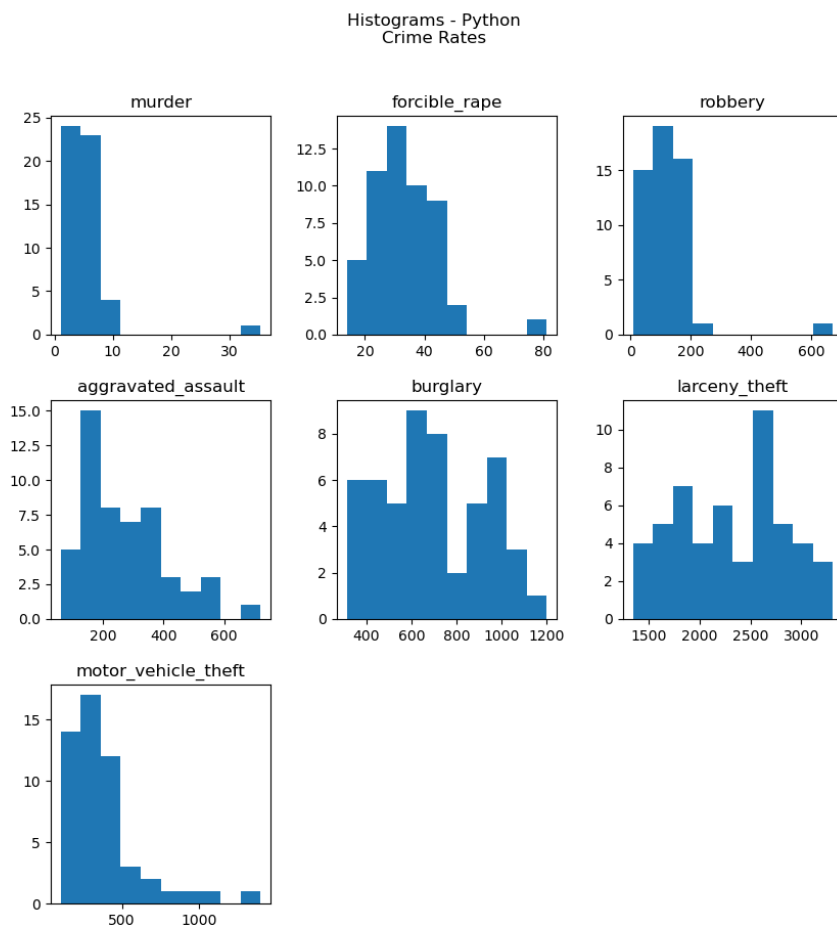 Histograms - Python
Crime Rates
murder
25
20
15
10
5
0
0 10 20 30
forcible_rape
12.5
10.0
7.5
5.0
2.5
0.0
20 40 60 80
robbery
15
10
5
0
0 200 400 600
aggravated_assault
15.0
12.5
10.0
7.5
5.0
2.5
0.0
200 400 600
burglary
8
6
4
2
0
400 600 800 1000 1200
larceny_theft
10
8
6
4
2
0
1500 2000 2500 3000
motor_vehicle_theft
15
10
5
0
500 1000